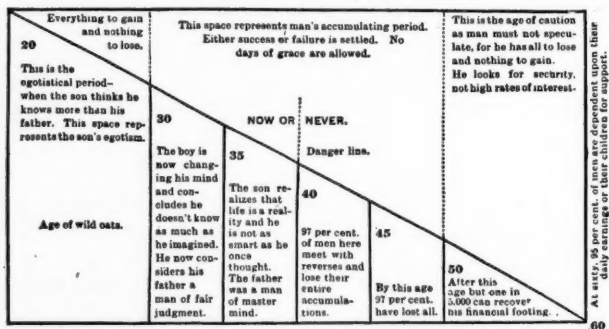 Everything to gain
and nothing
to lose.
20
This is the
egotistical period—
when the son thinks he
knows more than his
father. This space rep-
resents the son's egotism.
Age of wild oats.
This space represents man's accumulating period.
Either success or failure is settled. No
days of grace are allowed.
This is the age of caution
as man must not specu-
late, for he has all to lose
and nothing to gain.
He looks for security,
not high rates of interest.
NOW OR NEVER.
Danger line.
30
The boy is
now chang-
ing his mind
and con-
cludes he
doesn't know
as much as
he imagined.
He now con-
siders his
father a
man of fair
judgment.
35
The son re-
alizes that
life is a real-
ity and he
is not as
smart as he
once
thought.
The father
was a man
of master
mind.
40
97 per cent.
of men here
meet with
reverses and
lose their
entire
accumula-
tions.
45
By this age
97 per cent.
have lost all.
50
After this
age but one in
5,000 can recover
his financial footing.
60
At sixty, 95 per cent. of men are dependent upon their
daily earnings or their children for support.